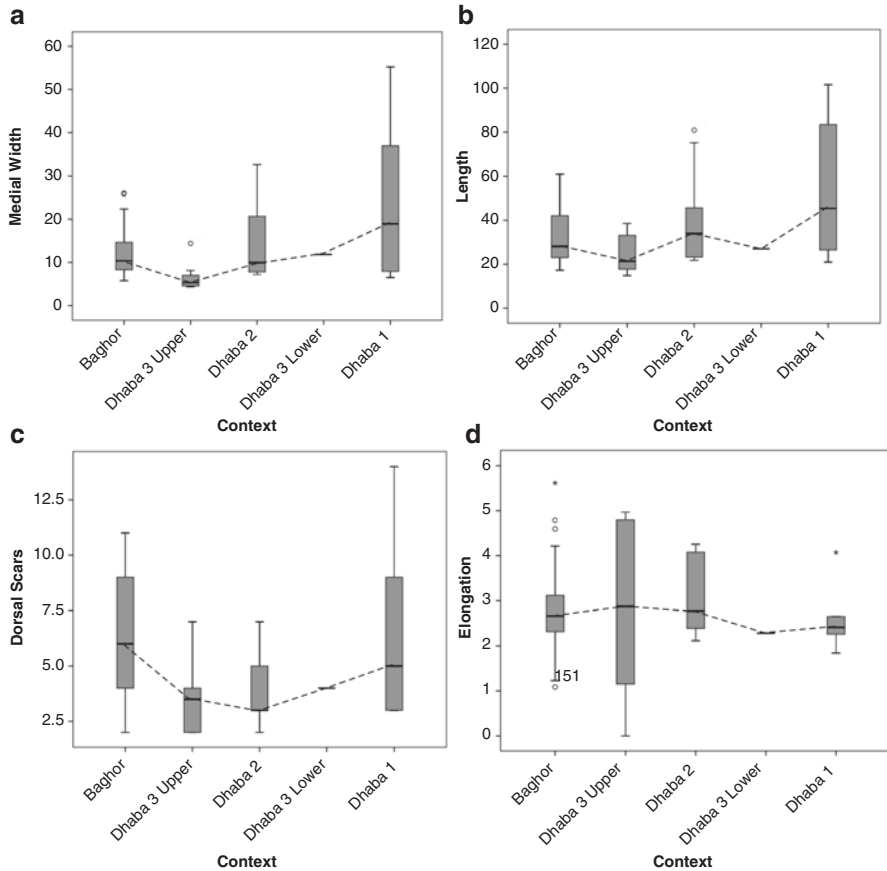 a
60
50
40
30
20
10
0
Medial Width
Baghor
Dhaba 3 Upper
Dhaba 2
Dhaba 3 Lower
Dhaba 1
Context
b
120
100
80
60
40
20
0
Length
Baghor
Dhaba 3 Upper
Dhaba 2
Dhaba 3 Lower
Dhaba 1
Context
c
12.5
10.0
7.5
5.0
2.5
Dorsal Scars
Baghor
Dhaba 3 Upper
Dhaba 2
Dhaba 3 Lower
Dhaba 1
Context
d
6
5
4
3
2
1
0
Elongation
151
Baghor
Dhaba 3 Upper
Dhaba 2
Dhaba 3 Lower
Dhaba 1
Context